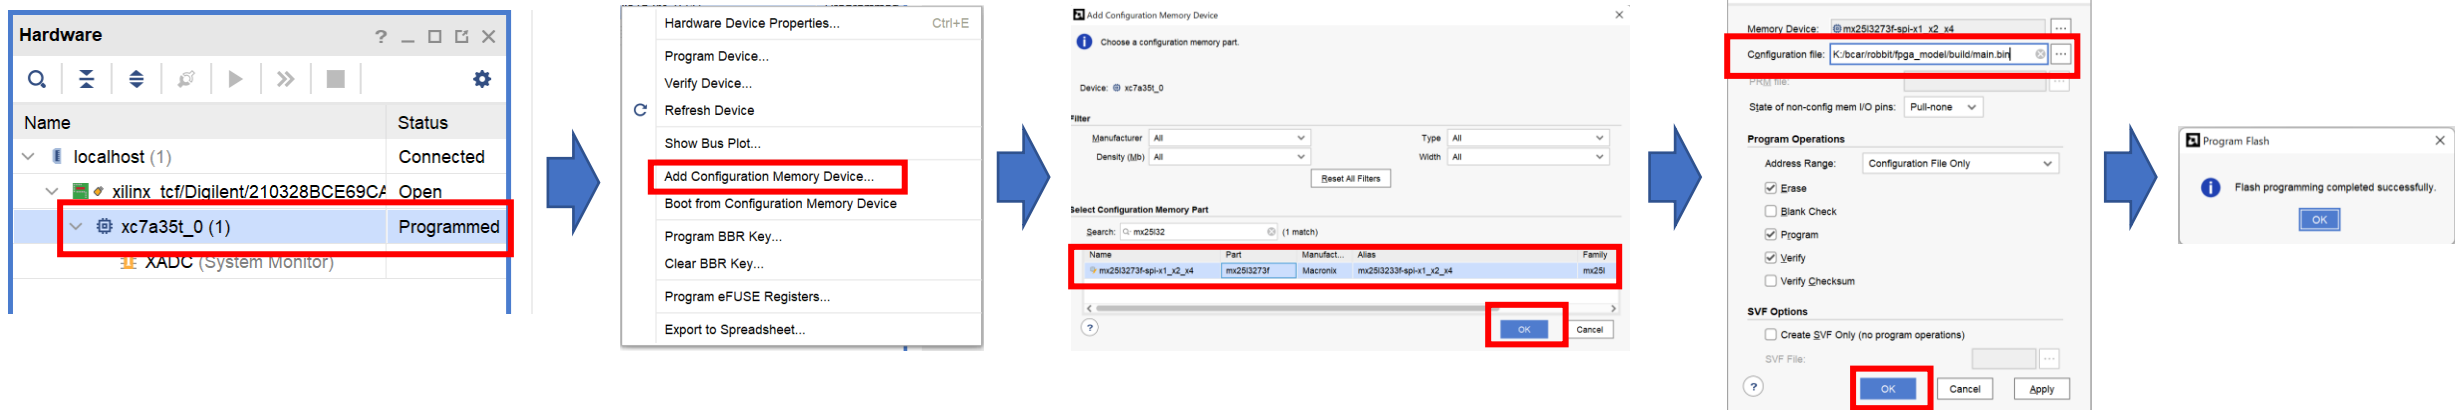 Hardware
Name Status
localhost (1) Connected
xilinx_tcf/Digilent/210328BCE69CA Open
xc7a35t_0 (1) Programmed
XADC (System Monitor)
Hardware Device Properties... Ctrl+E
Program Device...
Verify Device...
Refresh Device
Show Bus Plot...
Add Configuration Memory Device...
Boot from Configuration Memory Device
Program BBR Key...
Clear BBR Key...
Program eFUSE Registers...
Export to Spreadsheet...
Add Configuration Memory Device
Choose a configuration memory part.
Device: xc7a35t_0
Filter
Manufacturer All Type All
Density (Mb) All Width All
Reset All Filters
Select Configuration Memory Part
Search: mx25l32 (1 match)
Name Part Manufact... Alias Family
mx25l3273f-spi-x1_x2_x4 mx25l3273f Macronix mx25l3233f-spi-x1_x2_x4 mx25l
? OK Cancel
Memory Device: mx25l3273f-spi-x1_x2_x4 ...
Configuration file: K:/bcar/robbit/fpga_model/build/main.bin ...
PRM file: ...
State of non-config mem I/O pins: Pull-none
Program Operations
Address Range: Configuration File Only
Erase
Blank Check
Program
Verify
Verify Checksum
SVF Options
Create SVF Only (no program operations)
SVF File: ...
? OK Cancel Apply
Program Flash
Flash programming completed successfully.
OK